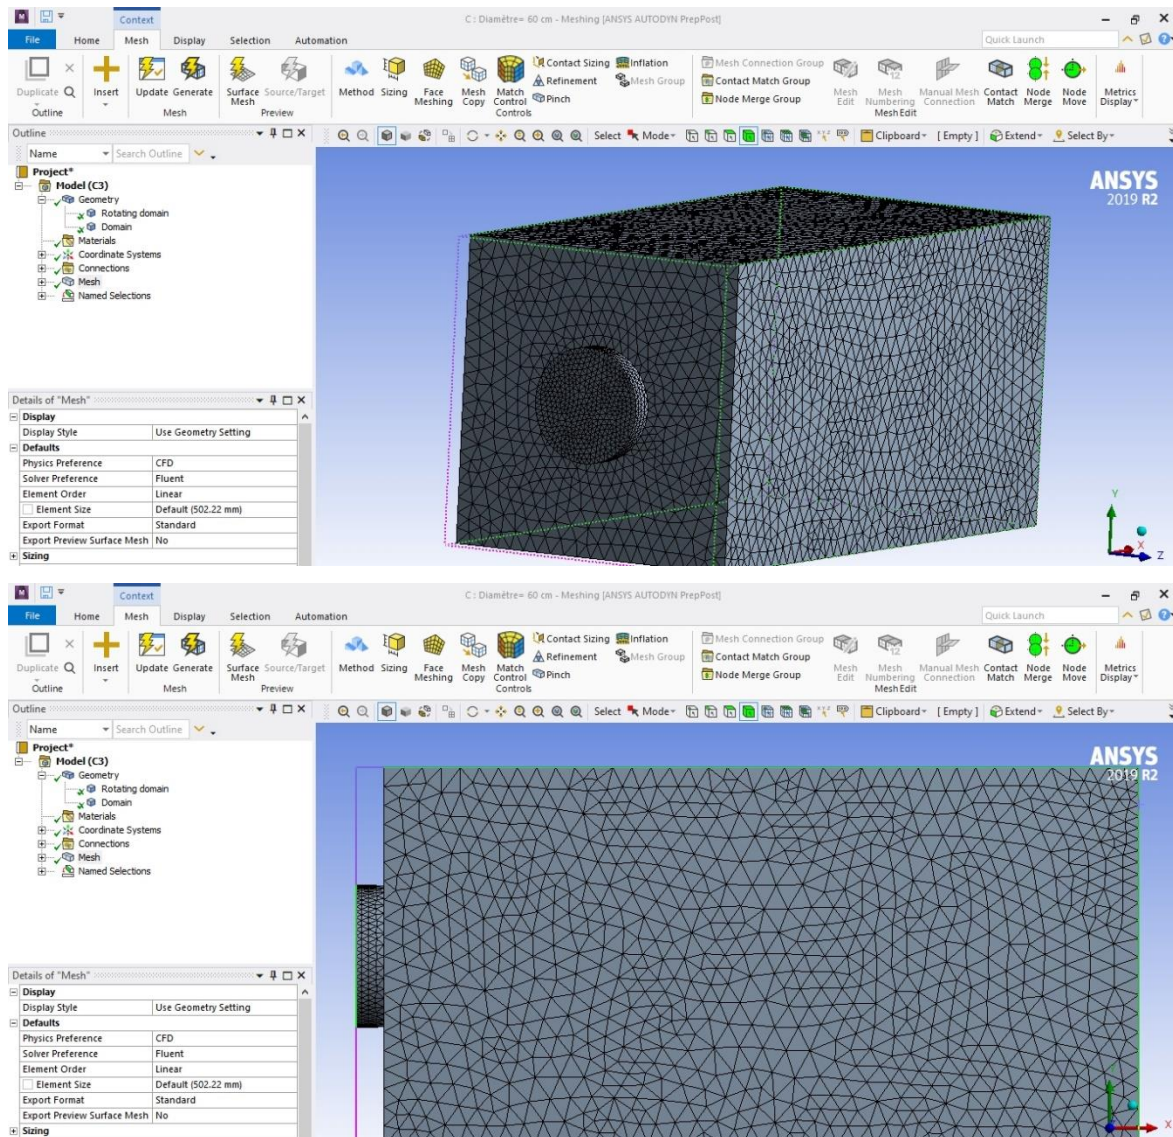 Context
C : Diamètre= 60 cm - Meshing [ANSYS AUTODYN PrepPost]
File Home Mesh Display Selection Automation
Quick Launch
Duplicate
Outline
Insert
Update Generate
Mesh
Surface Mesh Source/Target
Preview
Method Sizing Face Meshing Mesh Copy Match Control
Contact Sizing Inflation
Refinement Mesh Group
Pinch
Controls
Mesh Connection Group
Contact Match Group
Node Merge Group
Mesh Edit Mesh Numbering Manual Mesh Connection Contact Match Node Merge Node Move
Mesh Edit
Metrics Display
Outline
Name Search Outline
Select Mode Clipboard [ Empty ] Extend Select By
Project*
Model (C3)
Geometry
Rotating domain
Domain
Materials
Coordinate Systems
Connections
Mesh
Named Selections
ANSYS
2019 R2
Details of "Mesh"
Display
Display Style Use Geometry Setting
Defaults
Physics Preference CFD
Solver Preference Fluent
Element Order Linear
Element Size Default (502.22 mm)
Export Format Standard
Export Preview Surface Mesh No
Sizing
Y
X
Z
Context
C : Diamètre= 60 cm - Meshing [ANSYS AUTODYN PrepPost]
File Home Mesh Display Selection Automation
Quick Launch
Duplicate
Outline
Insert
Update Generate
Mesh
Surface Mesh Source/Target
Preview
Method Sizing Face Meshing Mesh Copy Match Control
Contact Sizing Inflation
Refinement Mesh Group
Pinch
Controls
Mesh Connection Group
Contact Match Group
Node Merge Group
Mesh Edit Mesh Numbering Manual Mesh Connection Contact Match Node Merge Node Move
Mesh Edit
Metrics Display
Outline
Name Search Outline
Select Mode Clipboard [ Empty ] Extend Select By
Project*
Model (C3)
Geometry
Rotating domain
Domain
Materials
Coordinate Systems
Connections
Mesh
Named Selections
ANSYS
2019 R2
Details of "Mesh"
Display
Display Style Use Geometry Setting
Defaults
Physics Preference CFD
Solver Preference Fluent
Element Order Linear
Element Size Default (502.22 mm)
Export Format Standard
Export Preview Surface Mesh No
Sizing
X